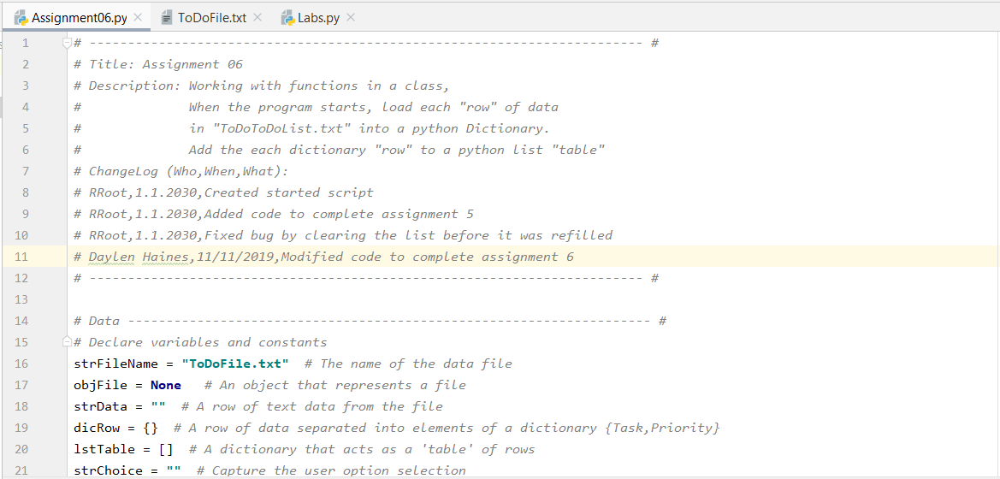 Assignment06.py ToDoFile.txt Labs.py
1 # ------------------------------------------------------------------------ #
2 # Title: Assignment 06
3 # Description: Working with functions in a class,
4 #              When the program starts, load each "row" of data
5 #              in "ToDoToDoList.txt" into a python Dictionary.
6 #              Add the each dictionary "row" to a python list "table"
7 # ChangeLog (Who,When,What):
8 # RRoot,1.1.2030,Created started script
9 # RRoot,1.1.2030,Added code to complete assignment 5
10 # RRoot,1.1.2030,Fixed bug by clearing the list before it was refilled
11 # Daylen Haines,11/11/2019,Modified code to complete assignment 6
12 # ------------------------------------------------------------------------ #
13
14 # Data -------------------------------------------------------------------- #
15 # Declare variables and constants
16 strFileName = "ToDoFile.txt"  # The name of the data file
17 objFile = None   # An object that represents a file
18 strData = ""  # A row of text data from the file
19 dicRow = {}  # A row of data separated into elements of a dictionary {Task,Priority}
20 lstTable = []  # A dictionary that acts as a 'table' of rows
21 strChoice = ""  # Capture the user option selection